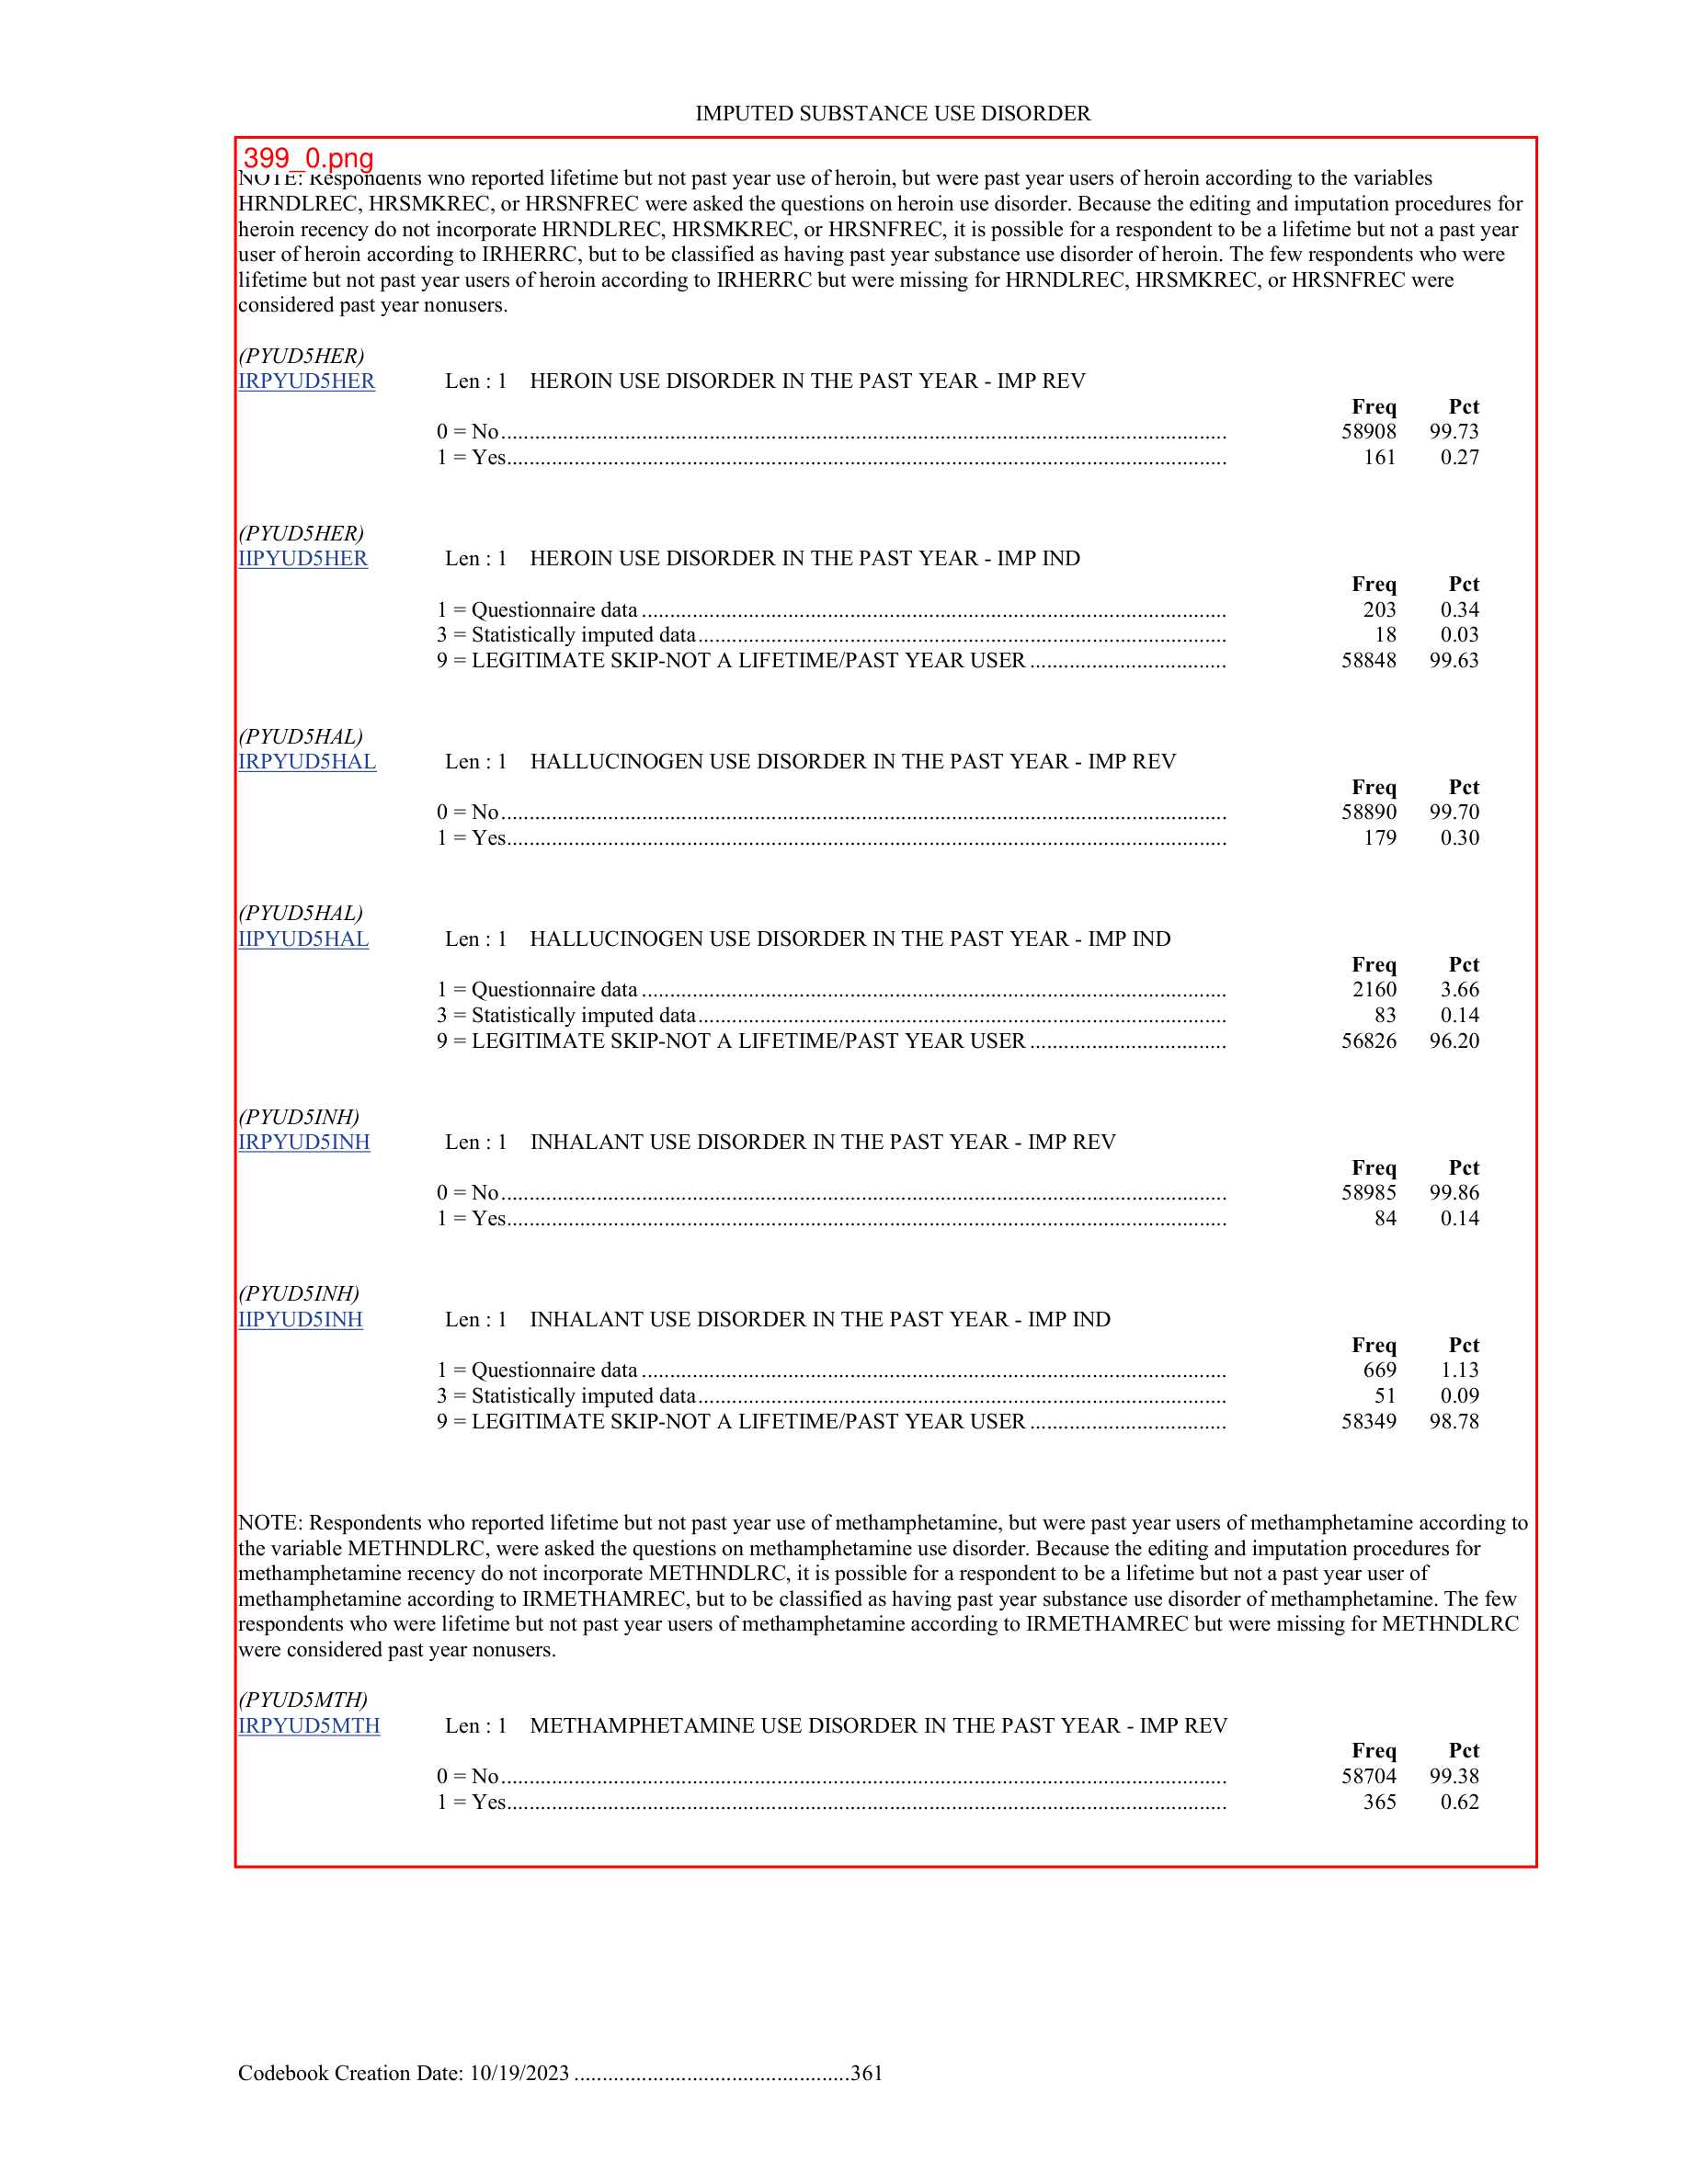 IMPUTED SUBSTANCE USE DISORDER
399_0.png
NOTE: Respondents who reported lifetime but not past year use of heroin, but were past year users of heroin according to the variables
HRNDLREC, HRSMKREC, or HRSNFREC were asked the questions on heroin use disorder. Because the editing and imputation procedures for
heroin recency do not incorporate HRNDLREC, HRSMKREC, or HRSNFREC, it is possible for a respondent to be a lifetime but not a past year
user of heroin according to IRHERRC, but to be classified as having past year substance use disorder of heroin. The few respondents who were
lifetime but not past year users of heroin according to IRHERRC but were missing for HRNDLREC, HRSMKREC, or HRSNFREC were
considered past year nonusers.
(PYUD5HER)
IRPYUD5HER Len : 1 HEROIN USE DISORDER IN THE PAST YEAR - IMP REV
Freq Pct
0 = No 58908 99.73
1 = Yes 161 0.27
(PYUD5HER)
IIPYUD5HER Len : 1 HEROIN USE DISORDER IN THE PAST YEAR - IMP IND
Freq Pct
1 = Questionnaire data 203 0.34
3 = Statistically imputed data 18 0.03
9 = LEGITIMATE SKIP-NOT A LIFETIME/PAST YEAR USER 58848 99.63
(PYUD5HAL)
IRPYUD5HAL Len : 1 HALLUCINOGEN USE DISORDER IN THE PAST YEAR - IMP REV
Freq Pct
0 = No 58890 99.70
1 = Yes 179 0.30
(PYUD5HAL)
IIPYUD5HAL Len : 1 HALLUCINOGEN USE DISORDER IN THE PAST YEAR - IMP IND
Freq Pct
1 = Questionnaire data 2160 3.66
3 = Statistically imputed data 83 0.14
9 = LEGITIMATE SKIP-NOT A LIFETIME/PAST YEAR USER 56826 96.20
(PYUD5INH)
IRPYUD5INH Len : 1 INHALANT USE DISORDER IN THE PAST YEAR - IMP REV
Freq Pct
0 = No 58985 99.86
1 = Yes 84 0.14
(PYUD5INH)
IIPYUD5INH Len : 1 INHALANT USE DISORDER IN THE PAST YEAR - IMP IND
Freq Pct
1 = Questionnaire data 669 1.13
3 = Statistically imputed data 51 0.09
9 = LEGITIMATE SKIP-NOT A LIFETIME/PAST YEAR USER 58349 98.78
NOTE: Respondents who reported lifetime but not past year use of methamphetamine, but were past year users of methamphetamine according to
the variable METHNDLRC, were asked the questions on methamphetamine use disorder. Because the editing and imputation procedures for
methamphetamine recency do not incorporate METHNDLRC, it is possible for a respondent to be a lifetime but not a past year user of
methamphetamine according to IRMETHAMREC, but to be classified as having past year substance use disorder of methamphetamine. The few
respondents who were lifetime but not past year users of methamphetamine according to IRMETHAMREC but were missing for METHNDLRC
were considered past year nonusers.
(PYUD5MTH)
IRPYUD5MTH Len : 1 METHAMPHETAMINE USE DISORDER IN THE PAST YEAR - IMP REV
Freq Pct
0 = No 58704 99.38
1 = Yes 365 0.62
Codebook Creation Date: 10/19/2023 361